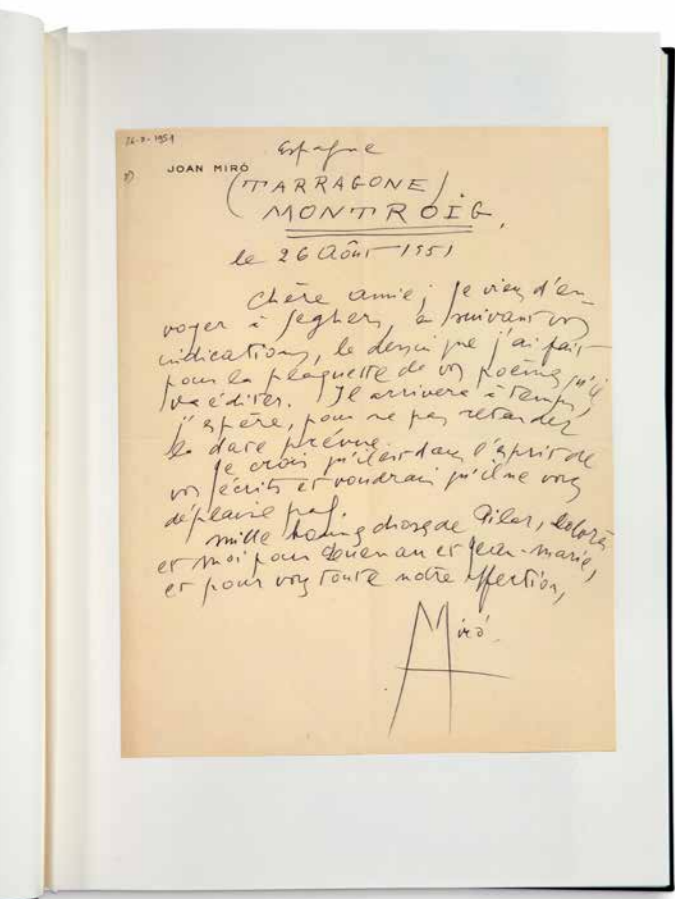 26-8-1951
JOAN MIRÓ
Espagne
(TARRAGONE).
MONTROIG,
le 26 Août 1951
Chère amie; je viens d'en-
voyer à Seghers, en suivant vos
indications, le dessin que j'ai fait
pour la plaquette de vos poèmes qu'il
va éditer. Il arrivera à temps,
j'espère, pour ne pas retarder
la date prévue.
Je crois qu'il est dans l'esprit de
vos écrits et voudrais qu'il ne vous
déplaise pas.
Mille bonnes choses de Pilar, Dolorès
et moi pour et Jean-Marie,
et pour vous toute notre affection,
Miró.